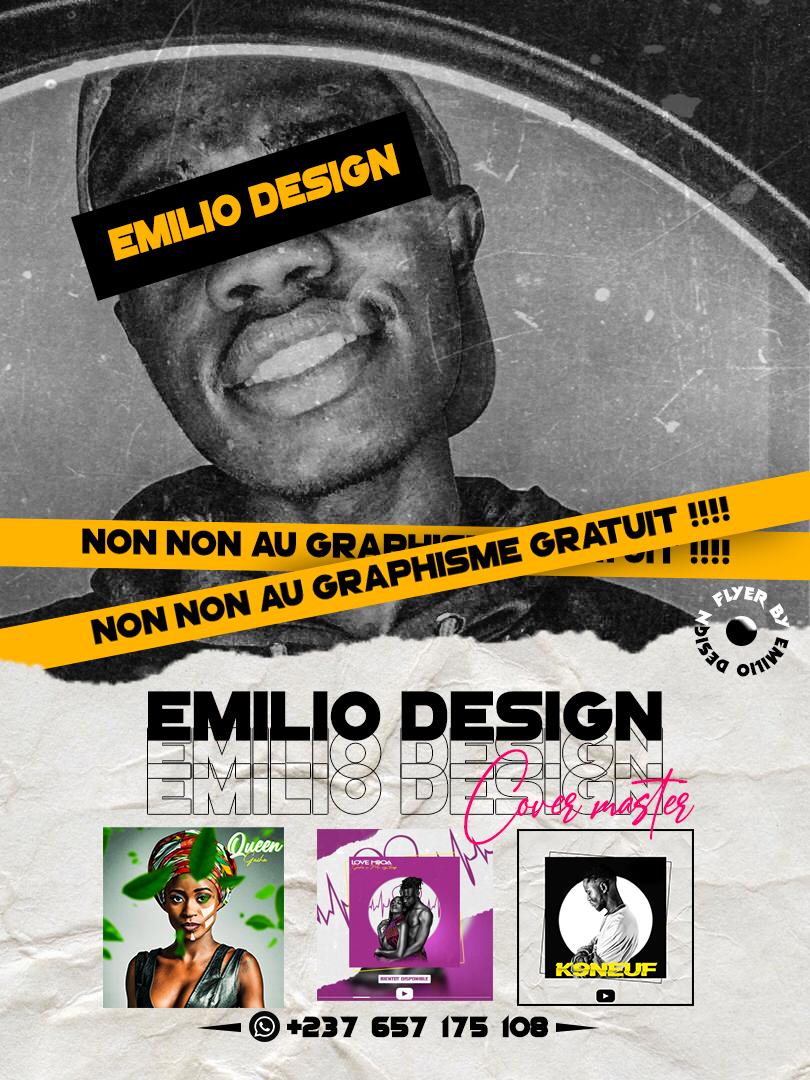 EMILIO DESIGN
NON NON AU GRAPHISME GRATUIT !!!!
NON NON AU GRAPHISME GRATUIT !!!!
FLYER BY EMILIO DESIGN
EMILIO DESIGN
EMILIO DESIGN
EMILIO DESIGN
Cover master
Queen
LOVE MIJOA
BIENTOT DISPONIBLE
K9NEUF
+237 657 175 108